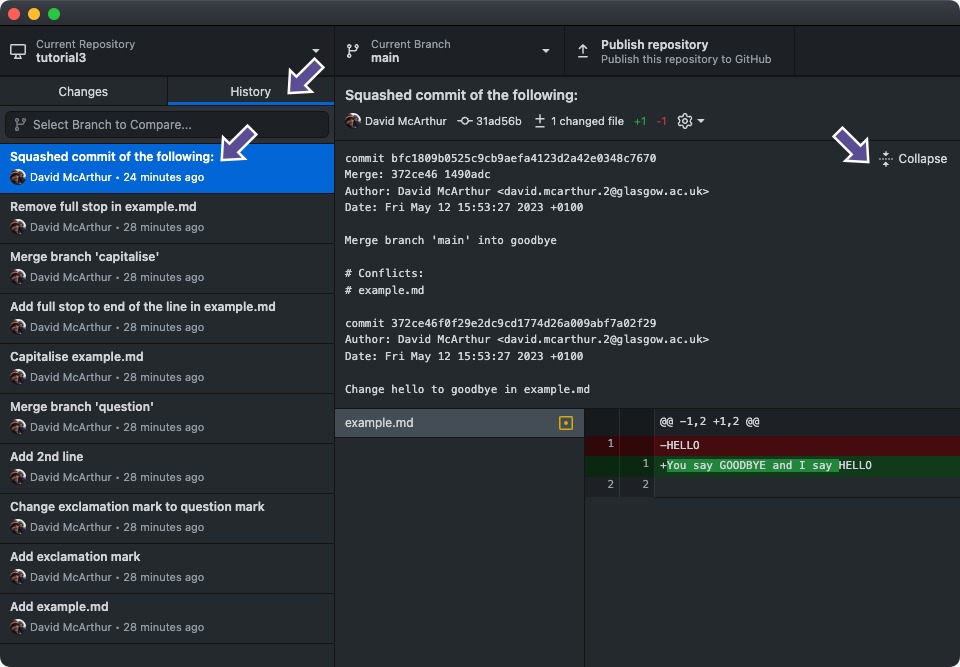 Current Repository
tutorial3
Current Branch
main
Publish repository
Publish this repository to GitHub
Changes
History
Select Branch to Compare...
Squashed commit of the following:
David McArthur • 24 minutes ago
Remove full stop in example.md
David McArthur • 28 minutes ago
Merge branch 'capitalise'
David McArthur • 28 minutes ago
Add full stop to end of the line in example.md
David McArthur • 28 minutes ago
Capitalise example.md
David McArthur • 28 minutes ago
Merge branch 'question'
David McArthur • 28 minutes ago
Add 2nd line
David McArthur • 28 minutes ago
Change exclamation mark to question mark
David McArthur • 28 minutes ago
Add exclamation mark
David McArthur • 28 minutes ago
Add example.md
David McArthur • 28 minutes ago
Squashed commit of the following:
David McArthur 31ad56b 1 changed file +1 -1
Collapse
commit bfc1809b0525c9cb9aefa4123d2a42e0348c7670
Merge: 372ce46 1490adc
Author: David McArthur <david.mcarthur.2@glasgow.ac.uk>
Date: Fri May 12 15:53:27 2023 +0100
Merge branch 'main' into goodbye
# Conflicts:
# example.md
commit 372ce46f0f29e2dc9cd1774d26a009abf7a02f29
Author: David McArthur <david.mcarthur.2@glasgow.ac.uk>
Date: Fri May 12 15:53:27 2023 +0100
Change hello to goodbye in example.md
example.md
@@ -1,2 +1,2 @@
1 -HELLO
1 +You say GOODBYE and I say HELLO
2 2